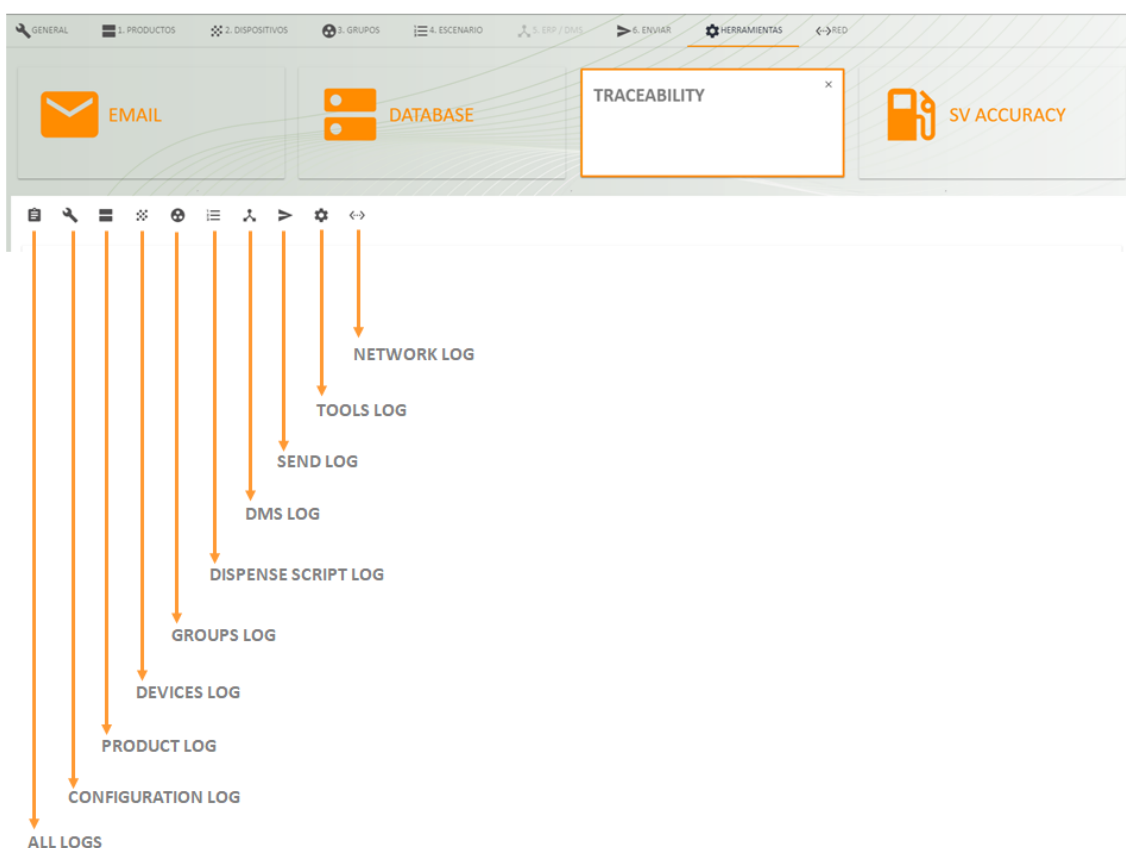 GENERAL
1. PRODUCTOS
2. DISPOSITIVOS
3. GRUPOS
4. ESCENARIO
5. ERP / DMS
6. ENVIAR
HERRAMIENTAS
RED
EMAIL
DATABASE
TRACEABILITY
×
SV ACCURACY
NETWORK LOG
TOOLS LOG
SEND LOG
DMS LOG
DISPENSE SCRIPT LOG
GROUPS LOG
DEVICES LOG
PRODUCT LOG
CONFIGURATION LOG
ALL LOGS